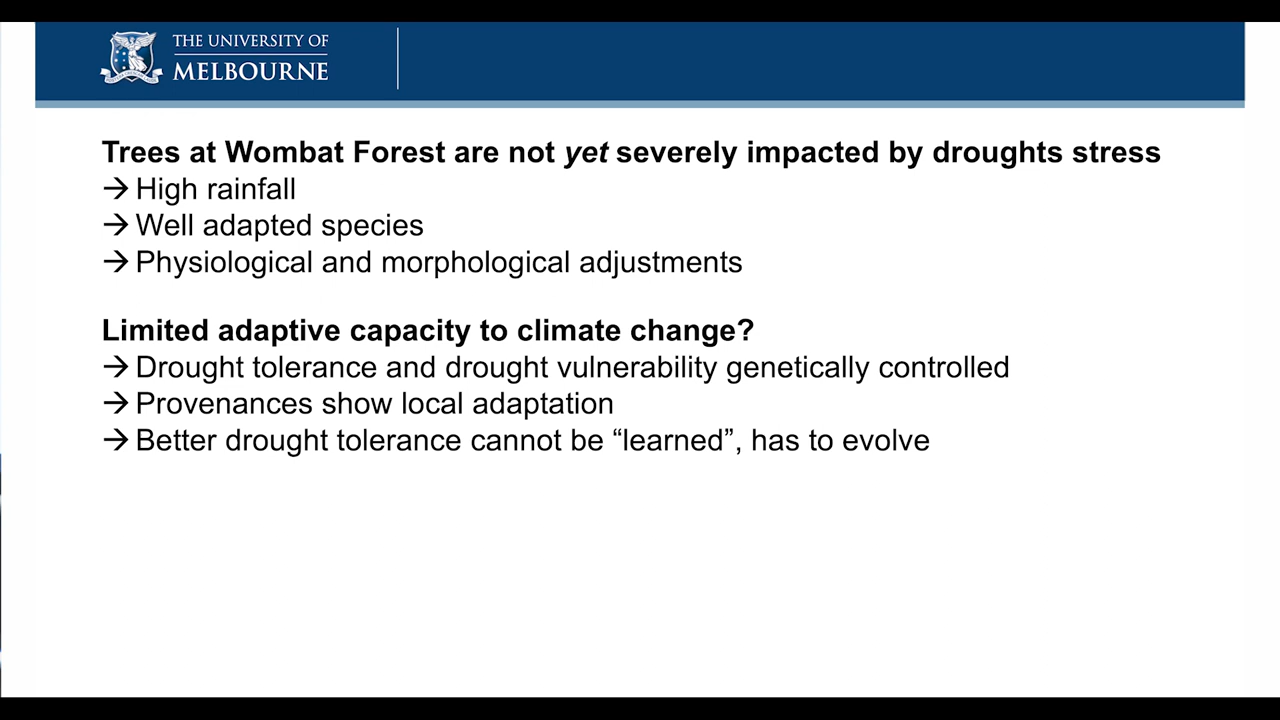 THE UNIVERSITY OF
MELBOURNE
Trees at Wombat Forest are not yet severely impacted by droughts stress
→ High rainfall
→ Well adapted species
→ Physiological and morphological adjustments
Limited adaptive capacity to climate change?
→ Drought tolerance and drought vulnerability genetically controlled
→ Provenances show local adaptation
→ Better drought tolerance cannot be “learned”, has to evolve